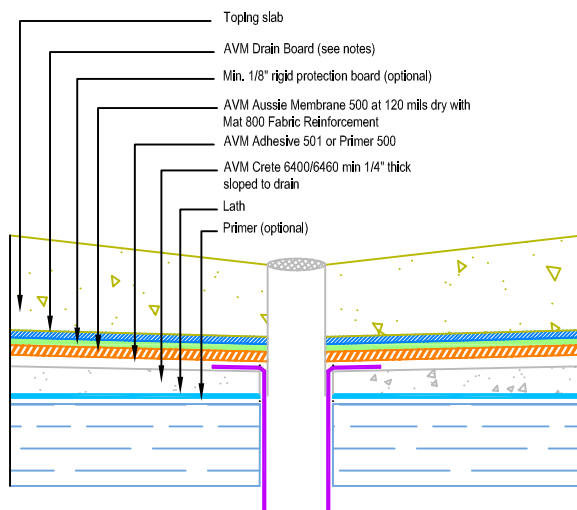 Toping slab
AVM Drain Board (see notes)
Min. 1/8" rigid protection board (optional)
AVM Aussie Membrane 500 at 120 mils dry with
Mat 800 Fabric Reinforcement
AVM Adhesive 501 or Primer 500
AVM Crete 6400/6460 min 1/4" thick
sloped to drain
Lath
Primer (optional)